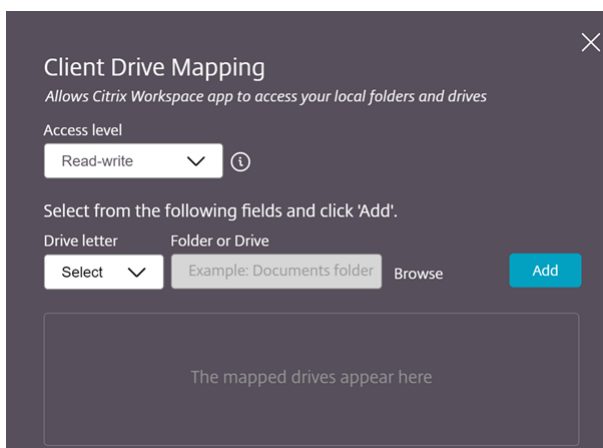 Client Drive Mapping
Allows Citrix Workspace app to access your local folders and drives
Access level
Read-write
Select from the following fields and click 'Add'.
Drive letter Folder or Drive
Select Example: Documents folder Browse Add
The mapped drives appear here